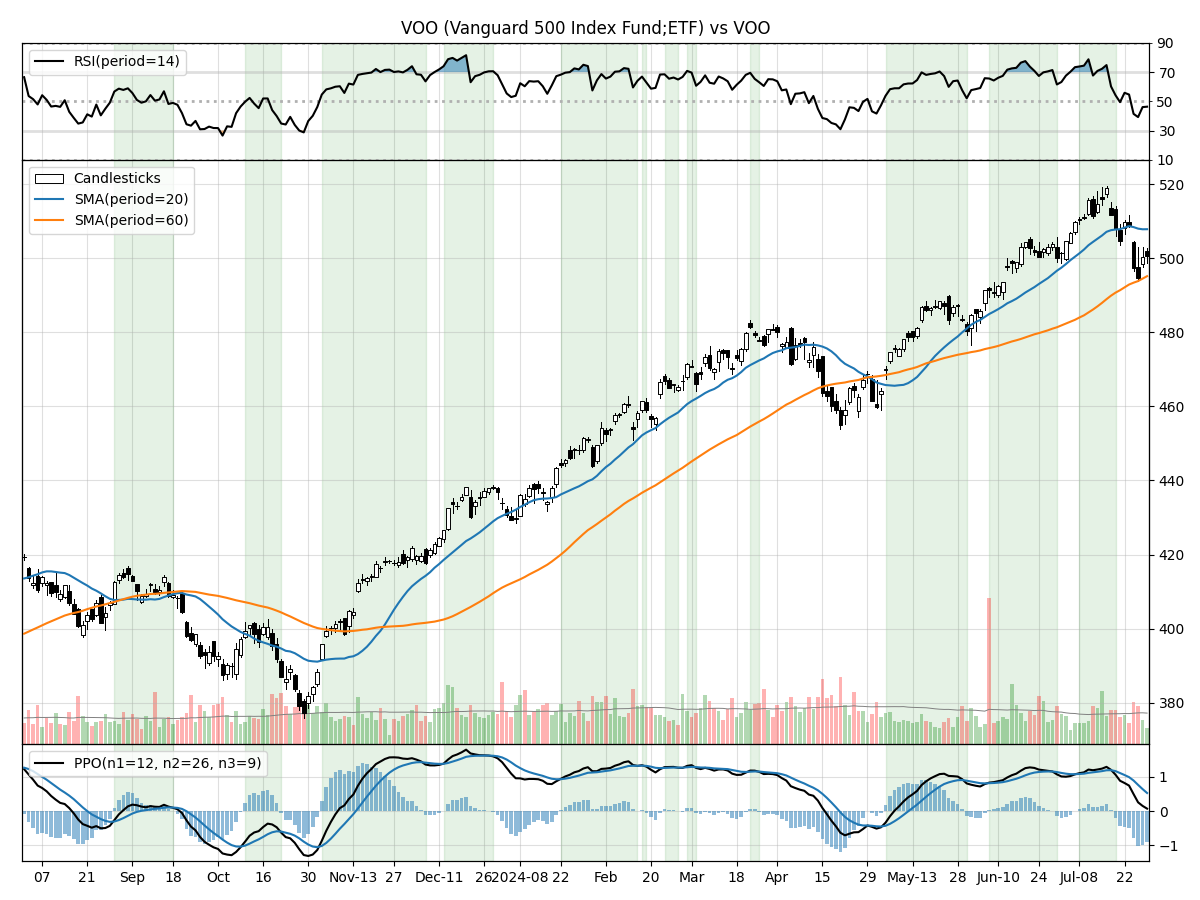 VOO (Vanguard 500 Index Fund;ETF) vs VOO
RSI(period=14)
90
70
50
30
10
Candlesticks
SMA(period=20)
SMA(period=60)
520
500
480
460
440
420
400
380
PPO(n1=12, n2=26, n3=9)
1
0
−1
07 21 Sep 18 Oct 16 30 Nov-13 27 Dec-11 26 2024-08 22 Feb 20 Mar 18 Apr 15 29 May-13 28 Jun-10 24 Jul-08 22